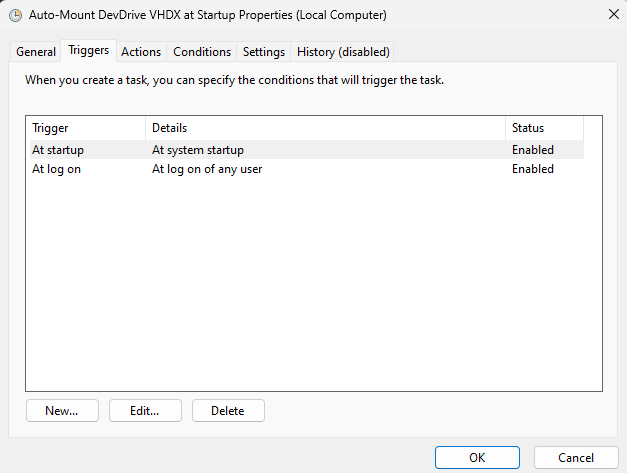 Auto-Mount DevDrive VHDX at Startup Properties (Local Computer)
General Triggers Actions Conditions Settings History (disabled)
When you create a task, you can specify the conditions that will trigger the task.
Trigger Details Status
At startup At system startup Enabled
At log on At log on of any user Enabled
New... Edit... Delete
OK Cancel